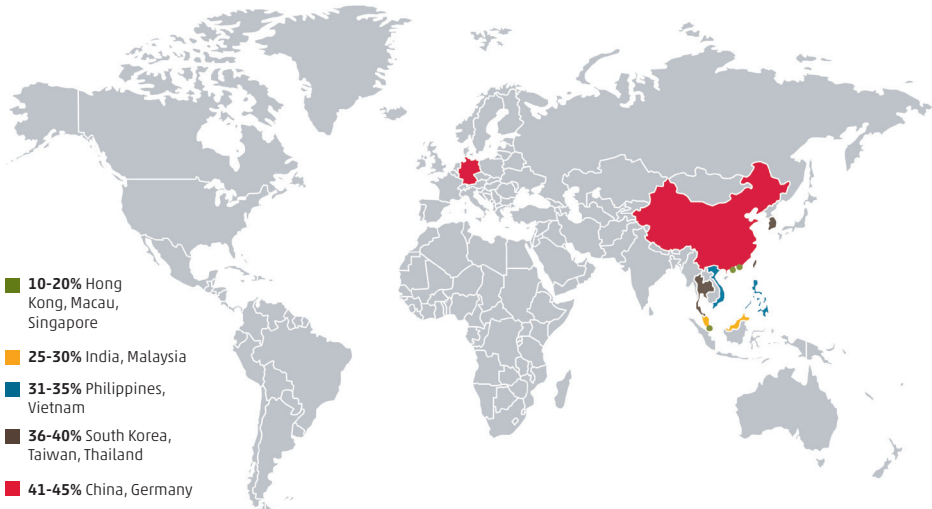 10-20% Hong
Kong, Macau,
Singapore
25-30% India, Malaysia
31-35% Philippines,
Vietnam
36-40% South Korea,
Taiwan, Thailand
41-45% China, Germany